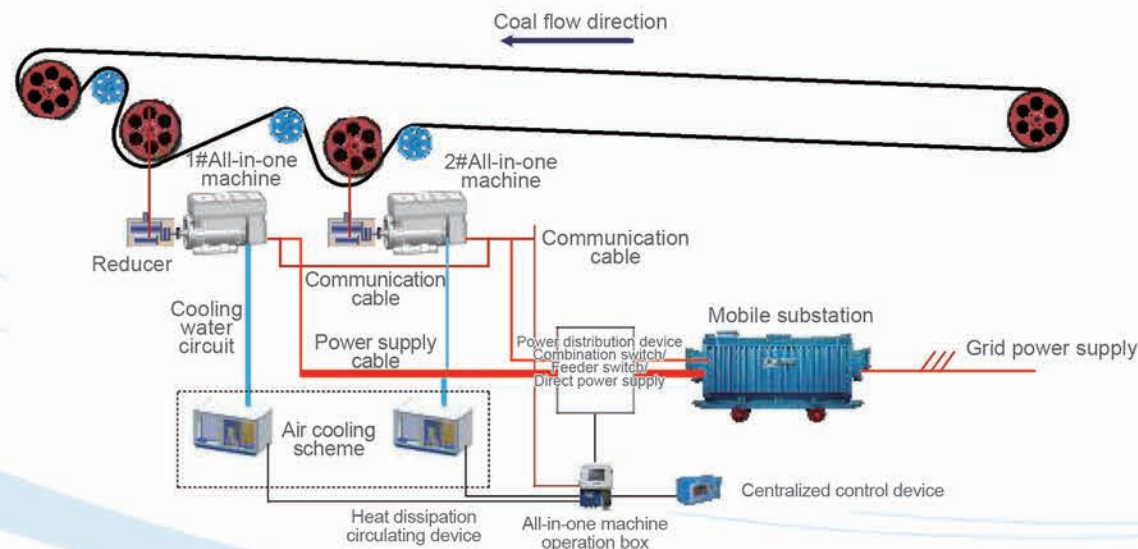 Coal flow direction
1#All-in-one
machine
2#All-in-one
machine
Reducer
Communication
cable
Communication
cable
Cooling
water
circuit
Power supply
cable
Power distribution device
Combination switch/
Feeder switch/
Direct power supply
Mobile substation
Grid power supply
Air cooling
scheme
Heat dissipation
circulating device
All-in-one machine
operation box
Centralized control device